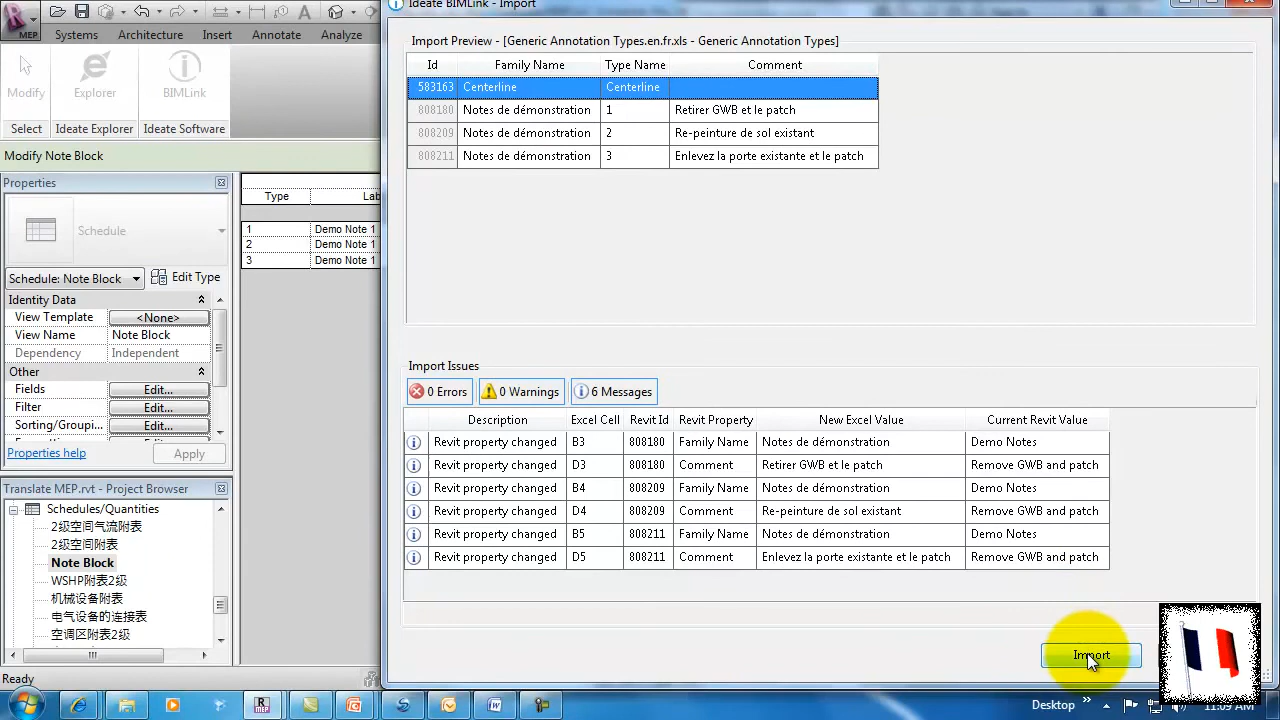 Ideate BIMLink - Import
MEP
Systems Architecture Insert Annotate Analyze
Modify Explorer BIMLink
Select Ideate Explorer Ideate Software
Modify Note Block
Properties
Schedule
Schedule: Note Block Edit Type
Identity Data
View Template <None>
View Name Note Block
Dependency Independent
Other
Fields Edit...
Filter Edit...
Sorting/Groupi... Edit...
Properties help Apply
Translate MEP.rvt - Project Browser
Schedules/Quantities
2级空间气流附表
2级空间附表
Note Block
WSHP附表2级
机械设备附表
电气设备的连接表
空调区附表2级
Ready
Type
1 Demo Note 1
2 Demo Note 1
3 Demo Note 1
Import Preview - [Generic Annotation Types.en.fr.xls - Generic Annotation Types]
Id Family Name Type Name Comment
583163 Centerline Centerline
808180 Notes de démonstration 1 Retirer GWB et le patch
808209 Notes de démonstration 2 Re-peinture de sol existant
808211 Notes de démonstration 3 Enlevez la porte existante et le patch
Import Issues
0 Errors 0 Warnings 6 Messages
Description Excel Cell Revit Id Revit Property New Excel Value Current Revit Value
Revit property changed B3 808180 Family Name Notes de démonstration Demo Notes
Revit property changed D3 808180 Comment Retirer GWB et le patch Remove GWB and patch
Revit property changed B4 808209 Family Name Notes de démonstration Demo Notes
Revit property changed D4 808209 Comment Re-peinture de sol existant Remove GWB and patch
Revit property changed B5 808211 Family Name Notes de démonstration Demo Notes
Revit property changed D5 808211 Comment Enlevez la porte existante et le patch Remove GWB and patch
Import
R MEP
Desktop » 11:09 AM